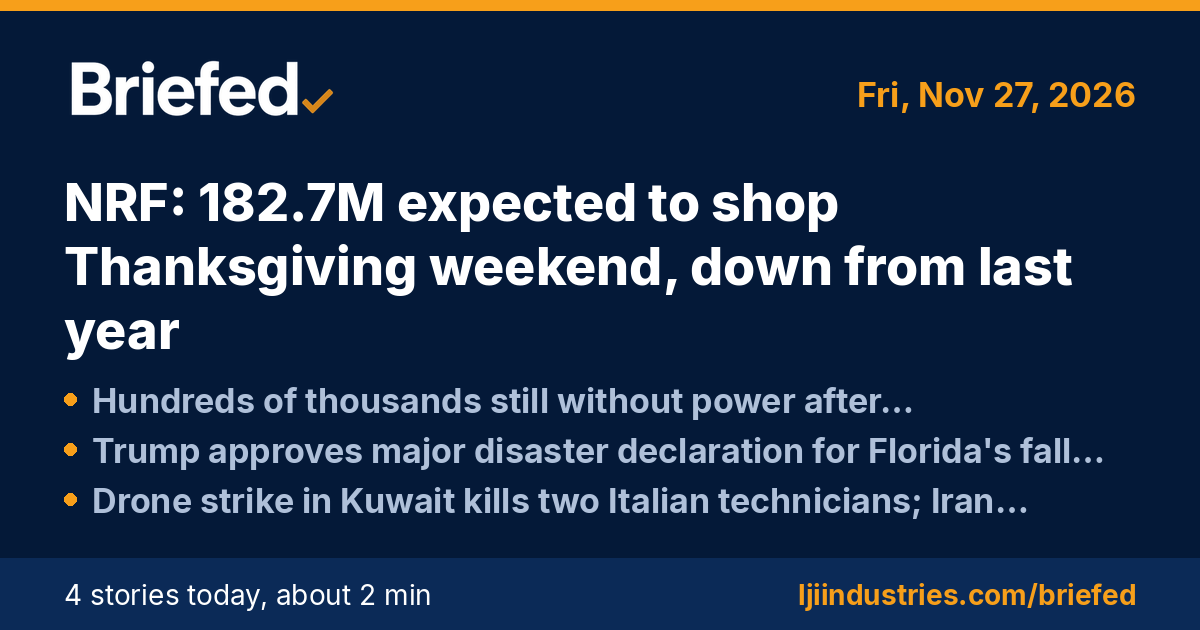 Briefed
Fri, Nov 27, 2026
NRF: 182.7M expected to shop
Thanksgiving weekend, down from last
year
Hundreds of thousands still without power after...
Trump approves major disaster declaration for Florida's fall...
Drone strike in Kuwait kills two Italian technicians; Iran...
4 stories today, about 2 min
ljiindustries.com/briefed